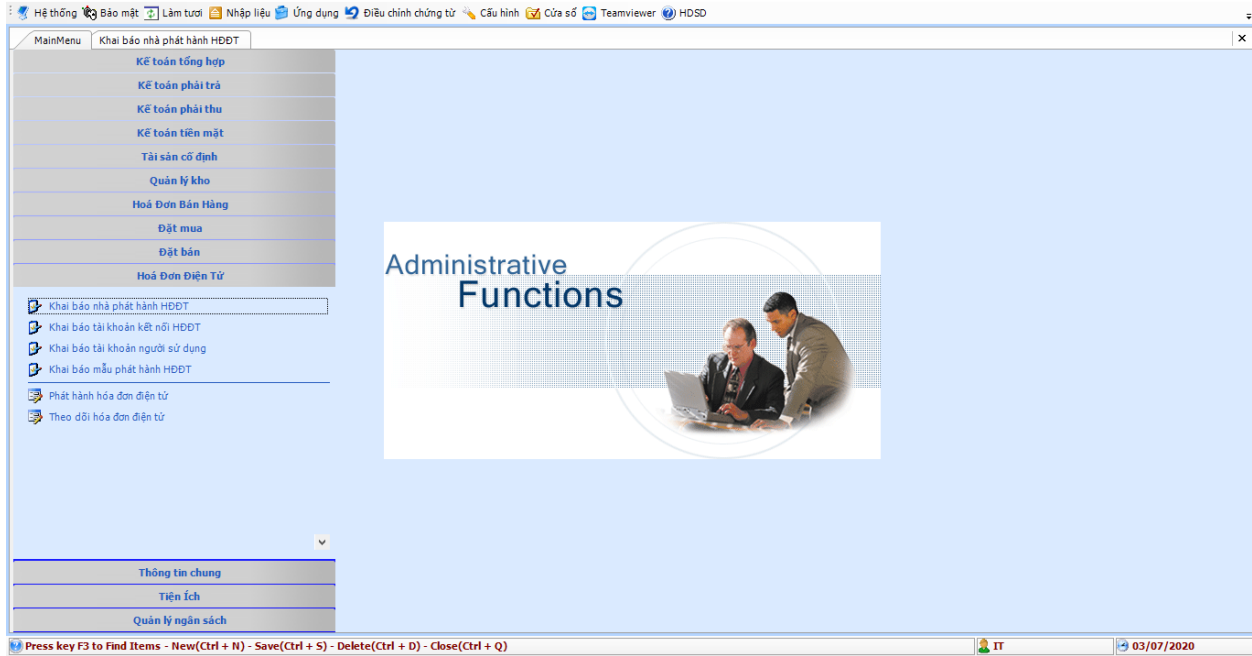 Hệ thống Bảo mật Làm tươi Nhập liệu Ứng dụng Điều chỉnh chứng từ Cấu hình Cửa sổ Teamviewer HDSD
MainMenu Khai báo nhà phát hành HĐĐT
Kế toán tổng hợp
Kế toán phải trả
Kế toán phải thu
Kế toán tiền mặt
Tài sản cố định
Quản lý kho
Hoá Đơn Bán Hàng
Đặt mua
Đặt bán
Hoá Đơn Điện Tử
Khai báo nhà phát hành HĐĐT
Khai báo tài khoản kết nối HĐĐT
Khai báo tài khoản người sử dụng
Khai báo mẫu phát hành HĐĐT
Phát hành hóa đơn điện tử
Theo dõi hóa đơn điện tử
Administrative
Functions
Thông tin chung
Tiện Ích
Quản lý ngân sách
Press key F3 to Find Items - New(Ctrl + N) - Save(Ctrl + S) - Delete(Ctrl + D) - Close(Ctrl + Q) IT 03/07/2020